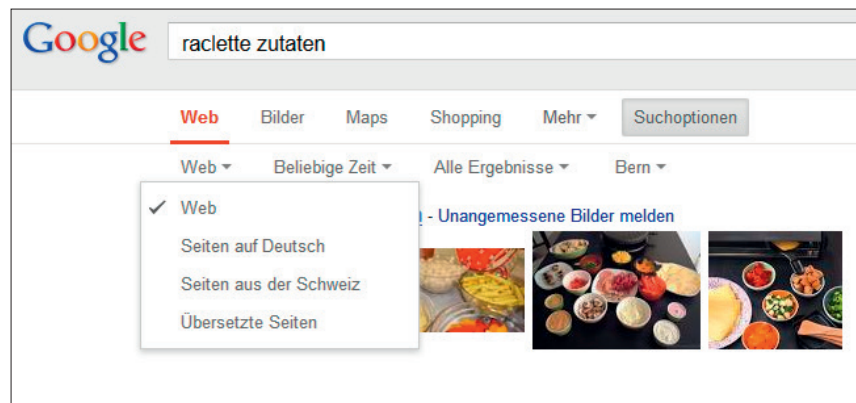 Google raclette zutaten
Web Bilder Maps Shopping Mehr Suchoptionen
Web Beliebige Zeit Alle Ergebnisse Bern
Web
- Unangemessene Bilder melden
Seiten auf Deutsch
Seiten aus der Schweiz
Übersetzte Seiten